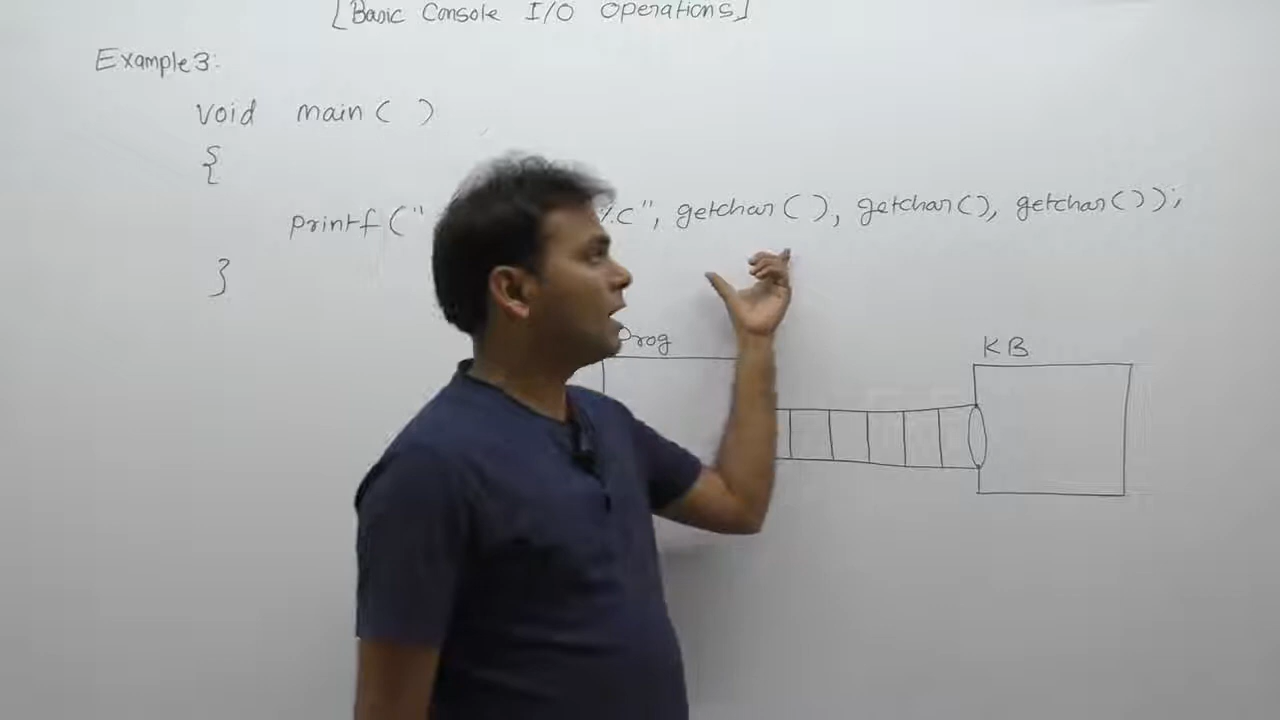 [Basic Console I/O Operations]
Example 3:
void main( )
{
printf(" %c", getchar(), getchar(), getchar());
}
Prog
KB